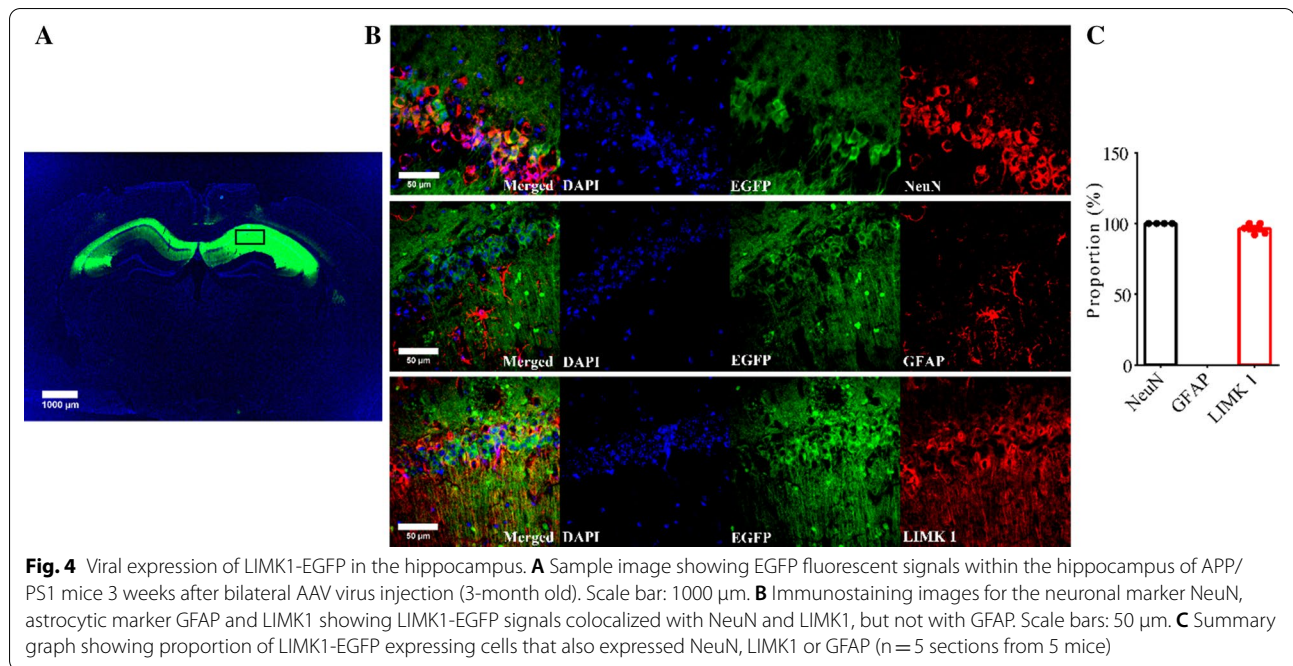 A
B
C
1000 µm
50 µm
Merged
DAPI
EGFP
NeuN
50 µm
Merged
DAPI
EGFP
GFAP
50 µm
Merged
DAPI
EGFP
LIMK 1
150
100
50
0
Proportion (%)
NeuN
GFAP
LIMK 1
Fig. 4 Viral expression of LIMK1-EGFP in the hippocampus. A Sample image showing EGFP fluorescent signals within the hippocampus of APP/
PS1 mice 3 weeks after bilateral AAV virus injection (3-month old). Scale bar: 1000 µm. B Immunostaining images for the neuronal marker NeuN,
astrocytic marker GFAP and LIMK1 showing LIMK1-EGFP signals colocalized with NeuN and LIMK1, but not with GFAP. Scale bars: 50 µm. C Summary
graph showing proportion of LIMK1-EGFP expressing cells that also expressed NeuN, LIMK1 or GFAP (n = 5 sections from 5 mice)